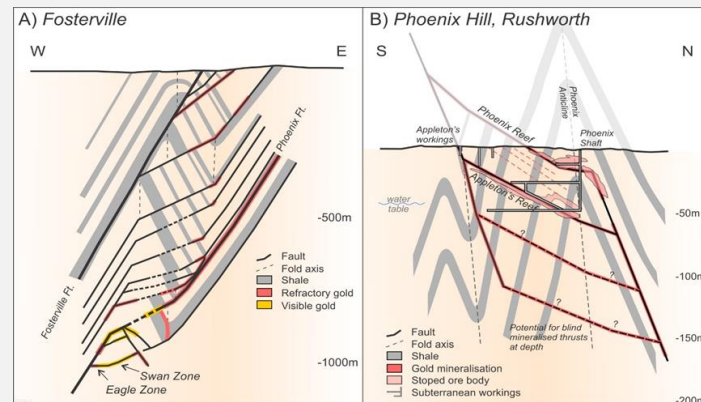 A) Fosterville
W
E
Phoenix Ft.
-500m
Fault
Fold axis
Shale
Refractory gold
Visible gold
Fosterville Ft.
-1000m
Swan Zone
Eagle Zone
B) Phoenix Hill, Rushworth
S
N
Phoenix
Anticline
Phoenix Reef
Appleton's
workings
Phoenix
Shaft
Appleton's Reef
water
table
-50m
?
?
-100m
?
?
Potential for blind
mineralised thrusts
at depth
-150m
Fault
Fold axis
Shale
Gold mineralisation
Stoped ore body
Subterranean workings
-200m